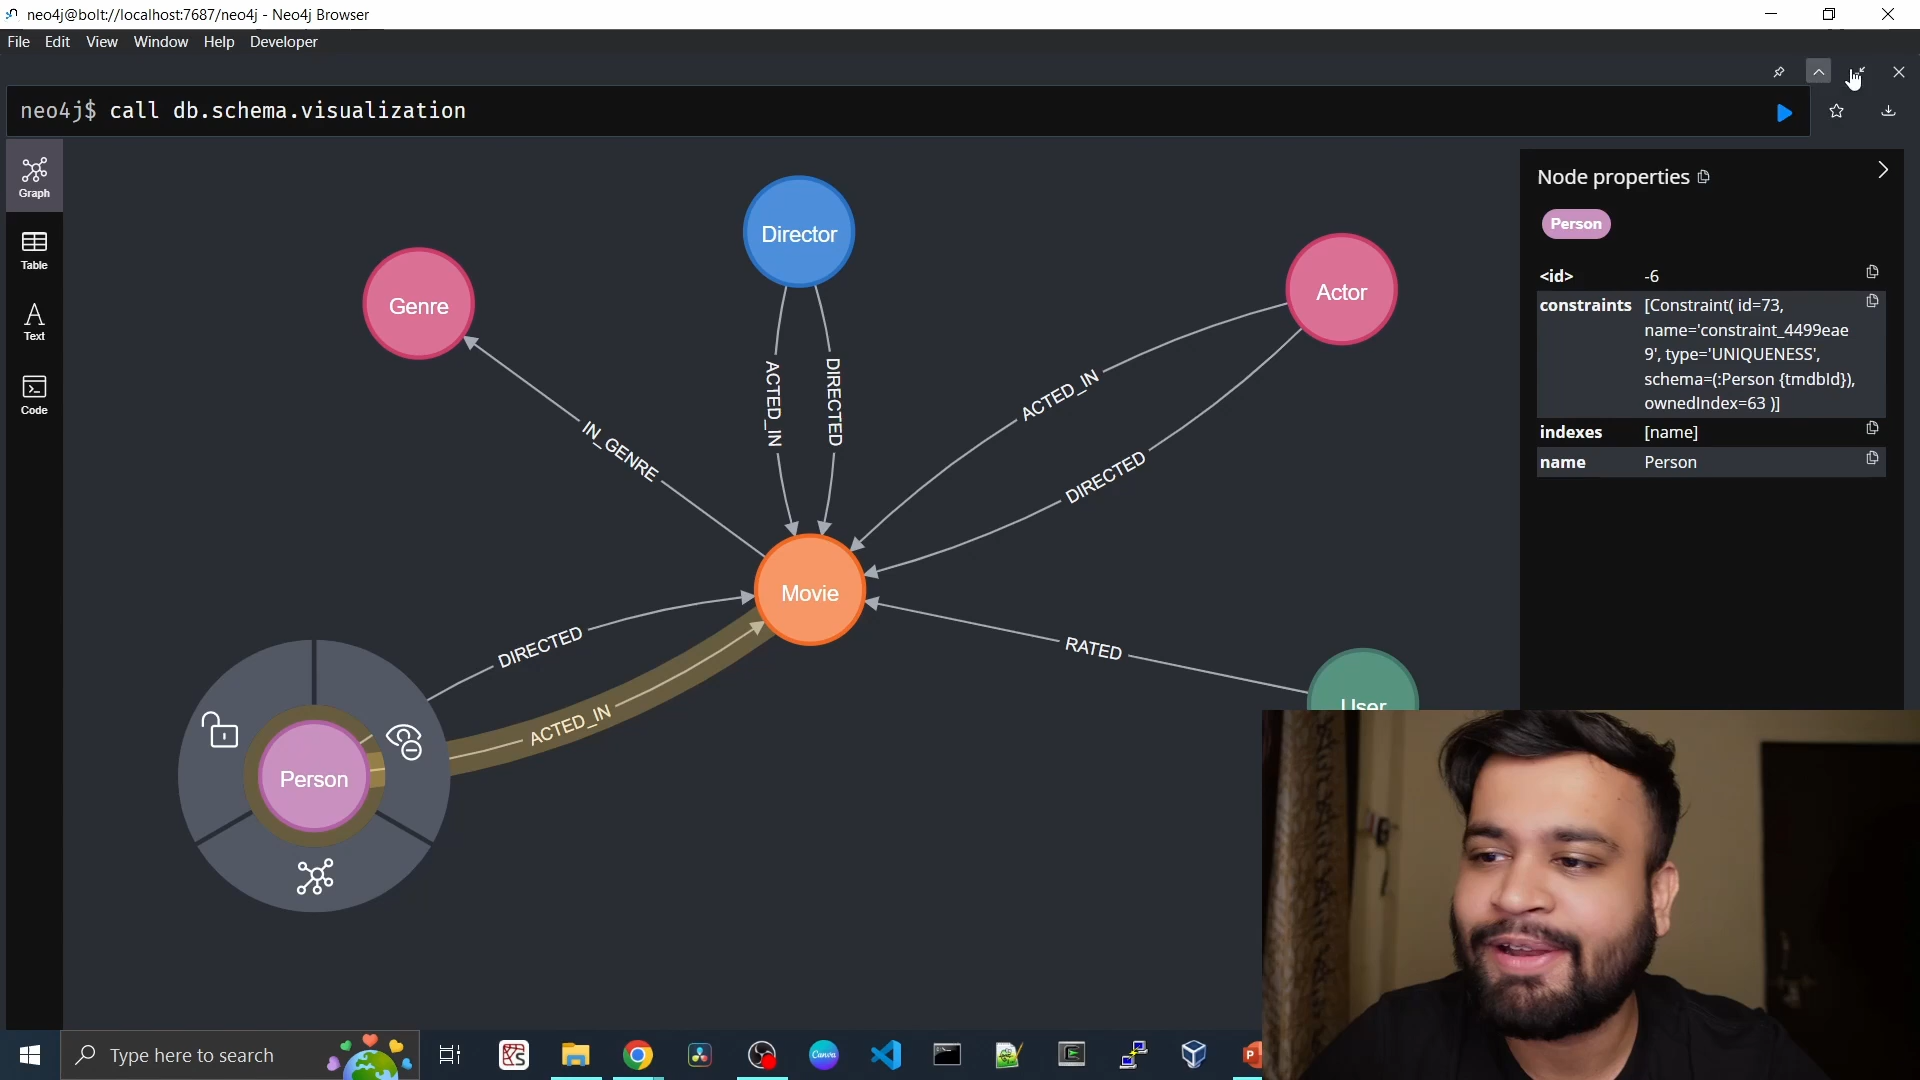 neo4j@bolt://localhost:7687/neo4j - Neo4j Browser
File Edit View Window Help Developer
neo4j$ call db.schema.visualization
Graph
Table
Text
Code
Director
Genre
Actor
ACTED_IN
DIRECTED
ACTED_IN
DIRECTED
IN_GENRE
Movie
DIRECTED
RATED
ACTED_IN
Person
User
Node properties
Person
<id> -6
constraints [Constraint( id=73,
name='constraint_4499eae
9', type='UNIQUENESS',
schema=(:Person {tmdbId}),
ownedIndex=63 )]
indexes [name]
name Person
Type here to search
Canva